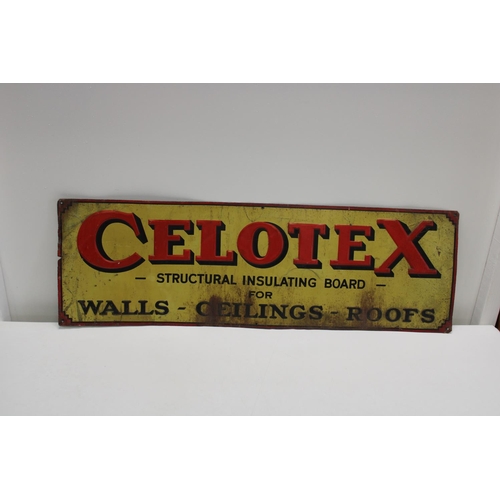 CELOTEX
- STRUCTURAL INSULATING BOARD -
FOR
WALLS - CEILINGS - ROOFS